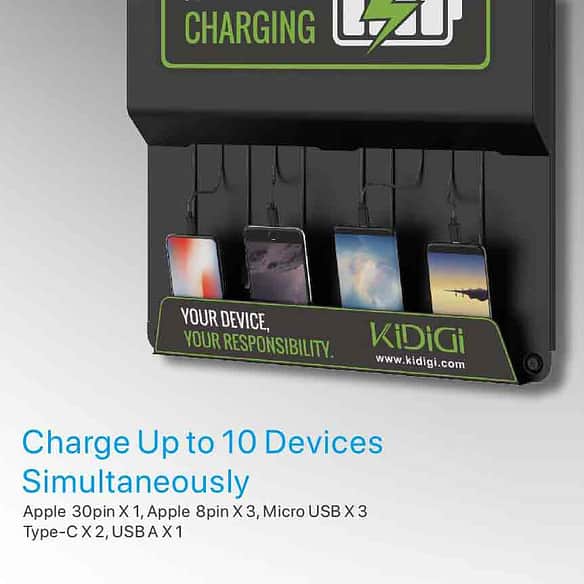 CHARGING
YOUR DEVICE,
YOUR RESPONSIBILITY.
KiDiGi
www.kidigi.com
Charge Up to 10 Devices
Simultaneously
Apple 30pin X 1, Apple 8pin X 3, Micro USB X 3
Type-C X 2, USB A X 1